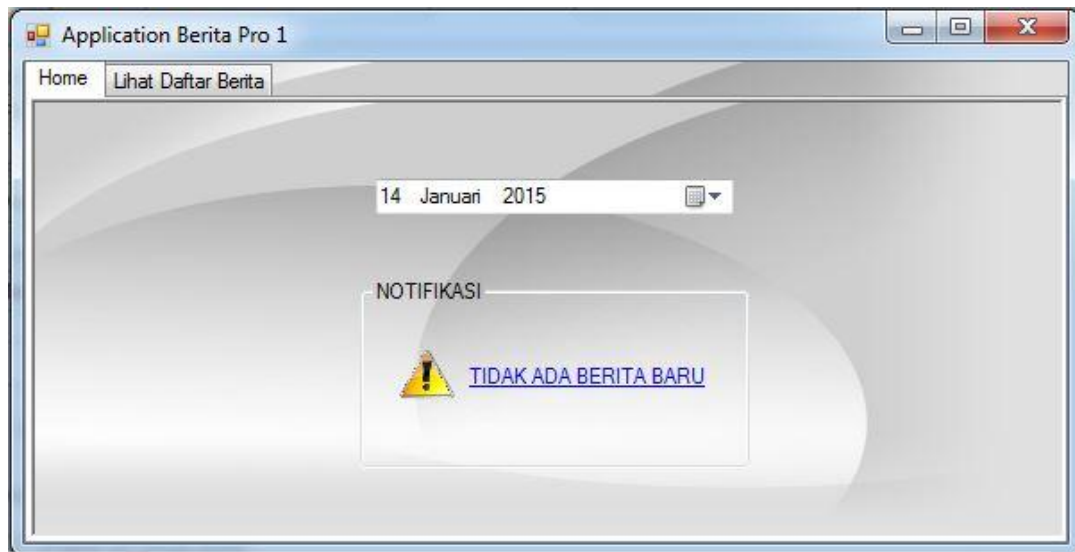 Application Berita Pro 1
Home Lihat Daftar Berita
14 Januari 2015
NOTIFIKASI
TIDAK ADA BERITA BARU